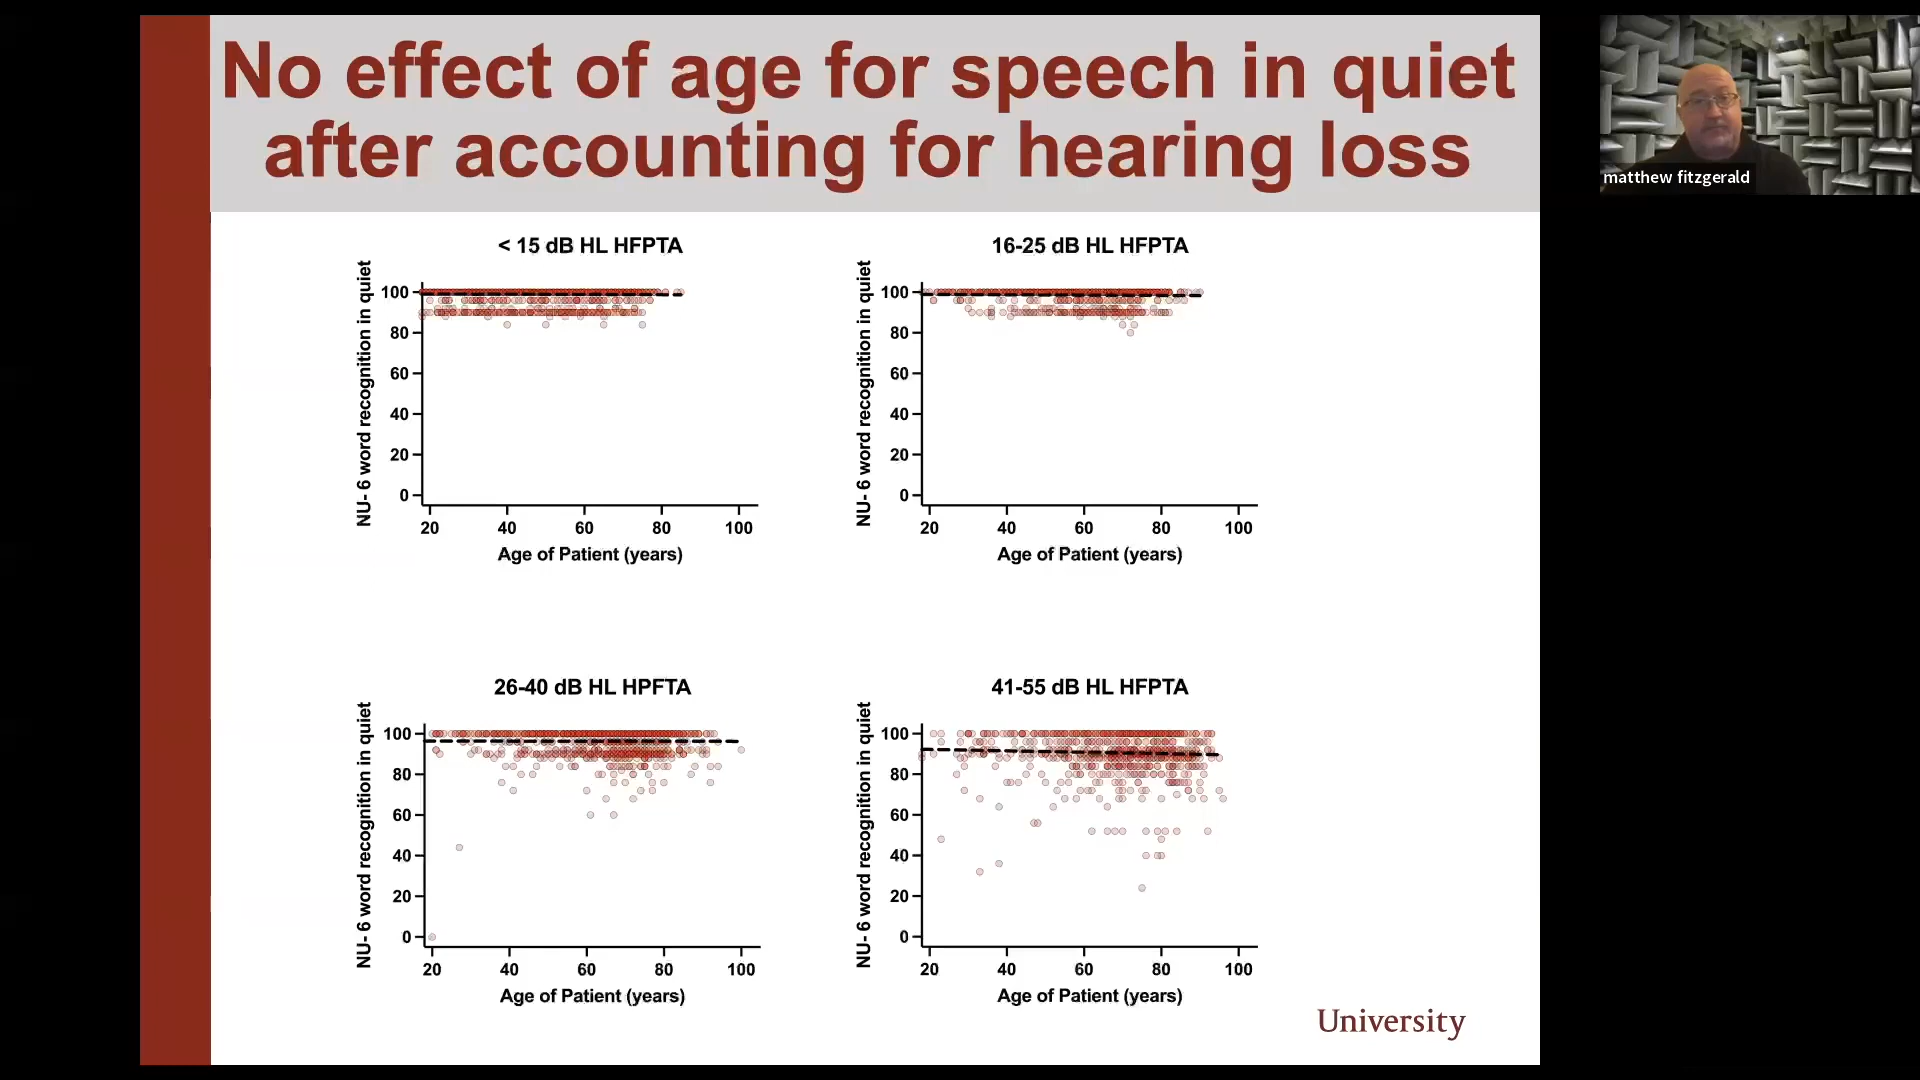 No effect of age for speech in quiet
after accounting for hearing loss
matthew fitzgerald
< 15 dB HL HFPTA
NU- 6 word recognition in quiet
100
80
60
40
20
0
20 40 60 80 100
Age of Patient (years)
16-25 dB HL HFPTA
NU- 6 word recognition in quiet
100
80
60
40
20
0
20 40 60 80 100
Age of Patient (years)
26-40 dB HL HPFTA
NU- 6 word recognition in quiet
100
80
60
40
20
0
20 40 60 80 100
Age of Patient (years)
41-55 dB HL HFPTA
NU- 6 word recognition in quiet
100
80
60
40
20
0
20 40 60 80 100
Age of Patient (years)
University